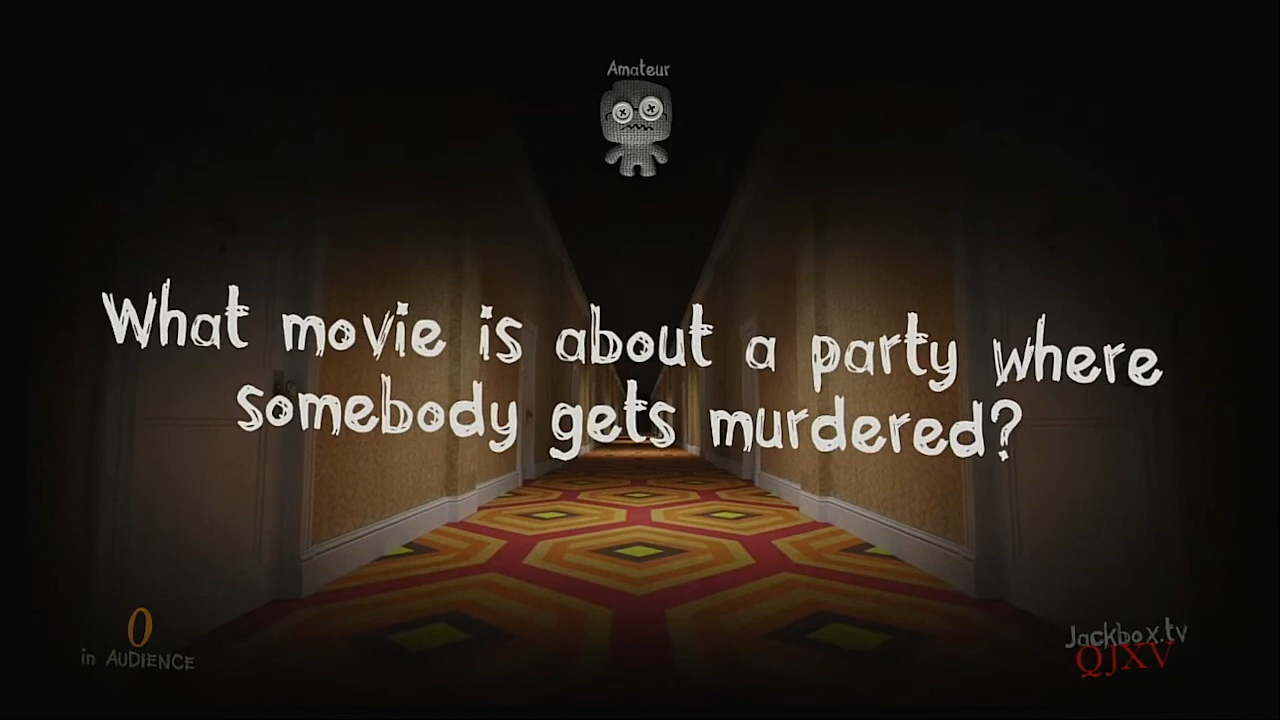 Amateur
What movie is about a party where
somebody gets murdered?
0
in AUDIENCE
Jackbox.tv
QJXV